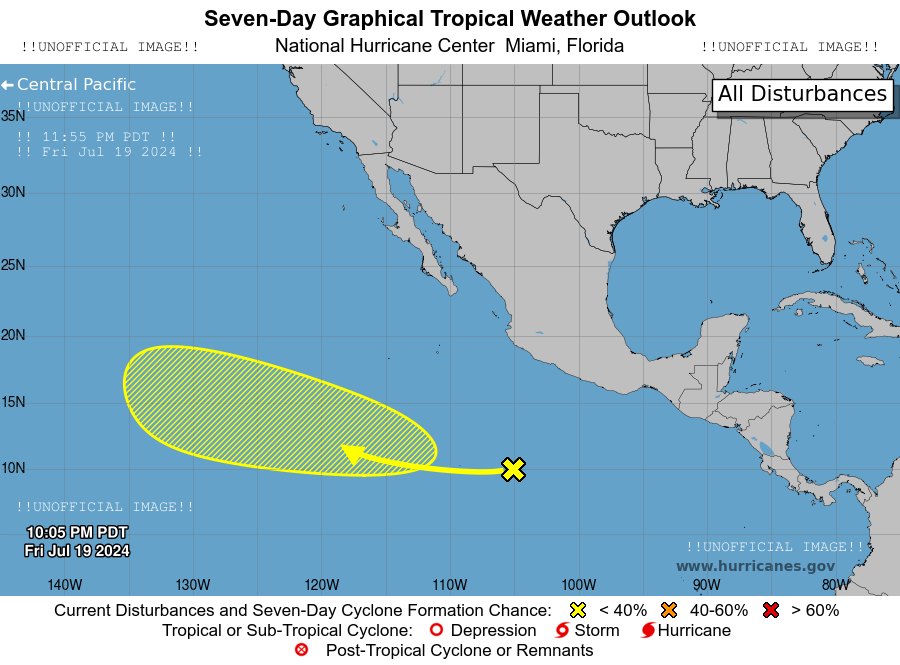 Seven-Day Graphical Tropical Weather Outlook
!!UNOFFICIAL IMAGE!! National Hurricane Center Miami, Florida !!UNOFFICIAL IMAGE!!
Central Pacific
All Disturbances
!!UNOFFICIAL IMAGE!!
35N
!! 11:55 PM PDT !!
!! Fri Jul 19 2024 !!
30N
25N
20N
15N
10N
!!UNOFFICIAL IMAGE!!
10:05 PM PDT
Fri Jul 19 2024
!!UNOFFICIAL IMAGE!!
www.hurricanes.gov
140W 130W 120W 110W 100W 90W 80W
Current Disturbances and Seven-Day Cyclone Formation Chance: < 40% 40-60% > 60%
Tropical or Sub-Tropical Cyclone: Depression Storm Hurricane
Post-Tropical Cyclone or Remnants